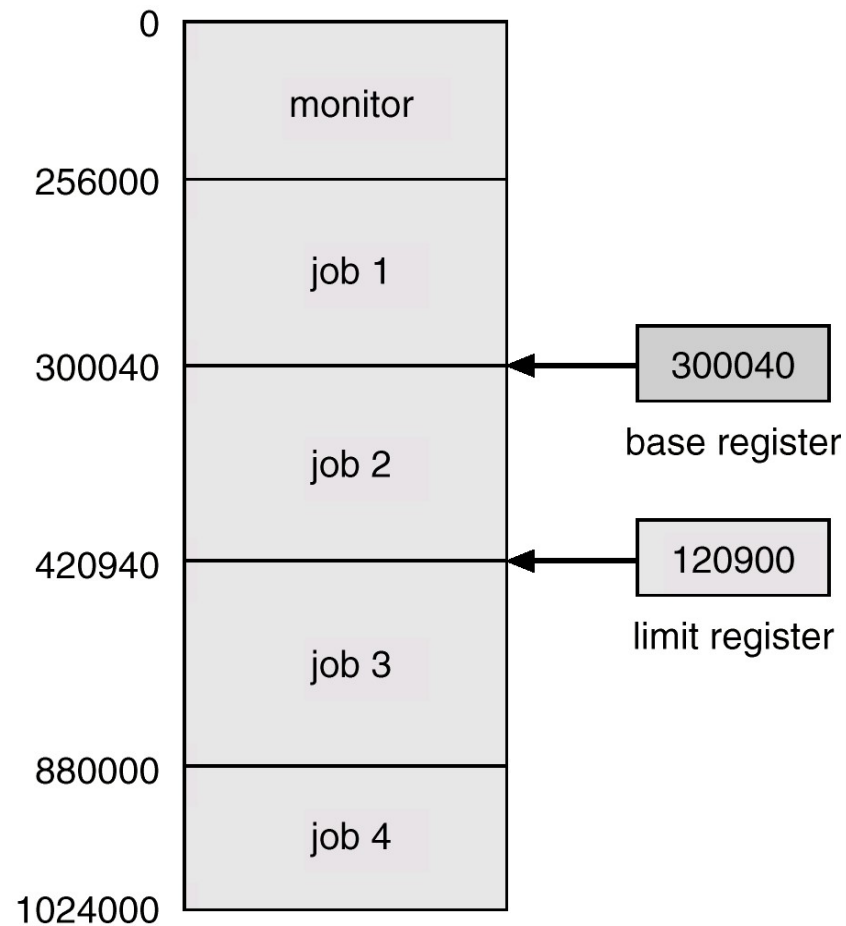 0
monitor
256000
job 1
300040
300040
base register
job 2
420940
120900
limit register
job 3
880000
job 4
1024000